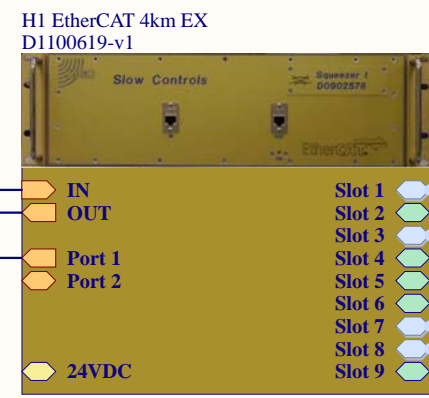 H1 EtherCAT 4km EX
D1100619-v1
Slow Controls
Squeezer 1
D0902578
EtherCAT
IN
OUT
Port 1
Port 2
24VDC
Slot 1
Slot 2
Slot 3
Slot 4
Slot 5
Slot 6
Slot 7
Slot 8
Slot 9